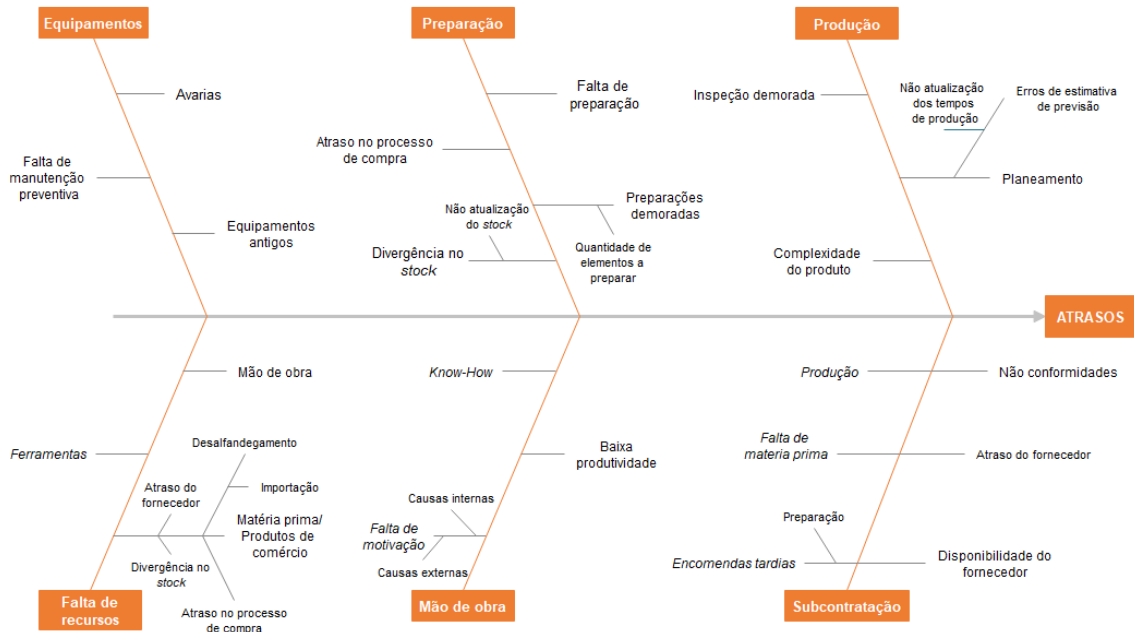 Equipamentos
Preparação
Produção
Avarias
Falta de
manutenção
preventiva
Equipamentos
antigos
Falta de
preparação
Atraso no processo
de compra
Não atualização
do stock
Preparações
demoradas
Divergência no
stock
Quantidade de
elementos a
preparar
Inspeção demorada
Não atualização
dos tempos
de produção
Erros de estimativa
de previsão
Planeamento
Complexidade
do produto
ATRASOS
Mão de obra
Ferramentas
Desalfandegamento
Atraso do
fornecedor
Importação
Matéria prima/
Produtos de
comércio
Divergência no
stock
Atraso no processo
de compra
Falta de
recursos
Know-How
Baixa
produtividade
Causas internas
Falta de
motivação
Causas externas
Mão de obra
Produção
Não conformidades
Falta de
materia prima
Atraso do fornecedor
Preparação
Encomendas tardias
Disponibilidade do
fornecedor
Subcontratação